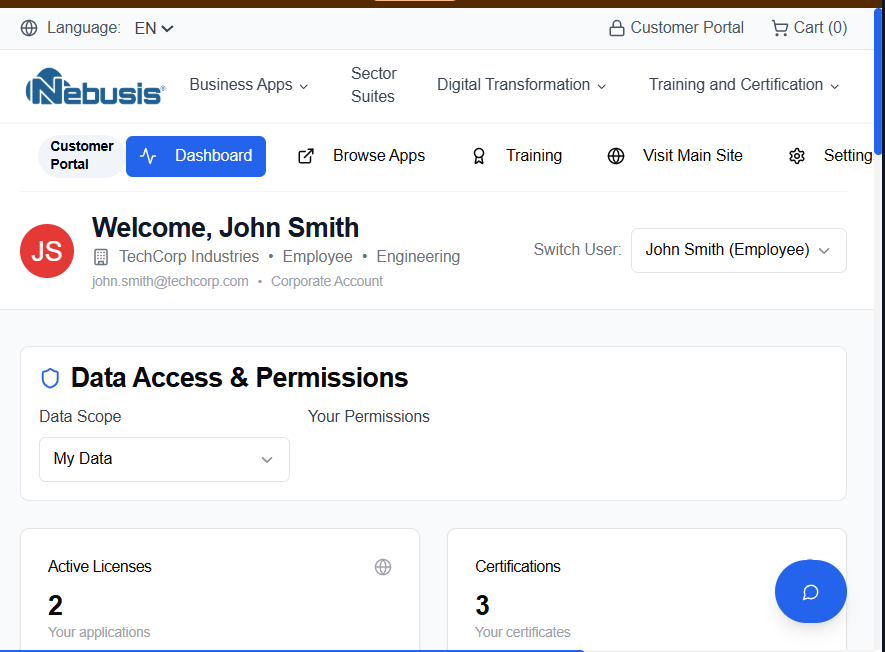 Language: EN
Customer Portal
Cart (0)
Nebusis®
Business Apps
Sector
Suites
Digital Transformation
Training and Certification
Customer
Portal
Dashboard
Browse Apps
Training
Visit Main Site
Setting
JS
Welcome, John Smith
TechCorp Industries • Employee • Engineering
john.smith@techcorp.com • Corporate Account
Switch User:
John Smith (Employee)
Data Access & Permissions
Data Scope
Your Permissions
My Data
Active Licenses
2
Your applications
Certifications
3
Your certificates